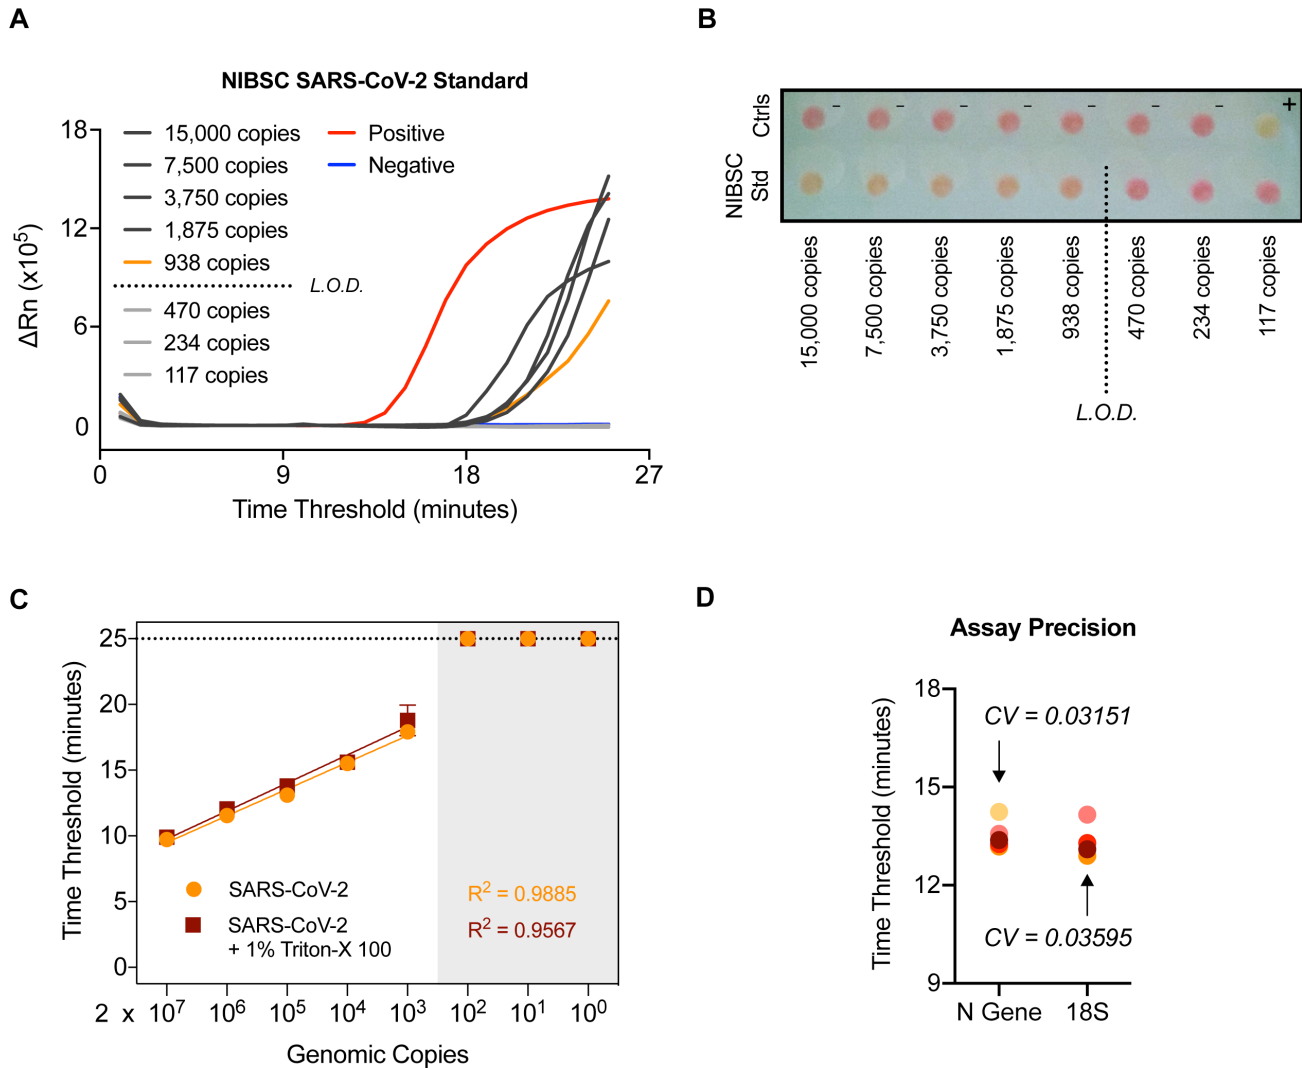 A
NIBSC SARS-CoV-2 Standard
ΔRn (x10⁵)
18
12
6
0
15,000 copies
7,500 copies
3,750 copies
1,875 copies
938 copies
L.O.D.
470 copies
234 copies
117 copies
Positive
Negative
0 9 18 27
Time Threshold (minutes)
B
Ctrls
− − − − − − − +
NIBSC
Std
15,000 copies
7,500 copies
3,750 copies
1,875 copies
938 copies
470 copies
234 copies
117 copies
L.O.D.
C
Time Threshold (minutes)
25
20
15
10
5
0
SARS-CoV-2
SARS-CoV-2
+ 1% Triton-X 100
R² = 0.9885
R² = 0.9567
2 x 10⁷ 10⁶ 10⁵ 10⁴ 10³ 10² 10¹ 10⁰
Genomic Copies
D
Assay Precision
Time Threshold (minutes)
18
15
12
9
CV = 0.03151
CV = 0.03595
N Gene 18S